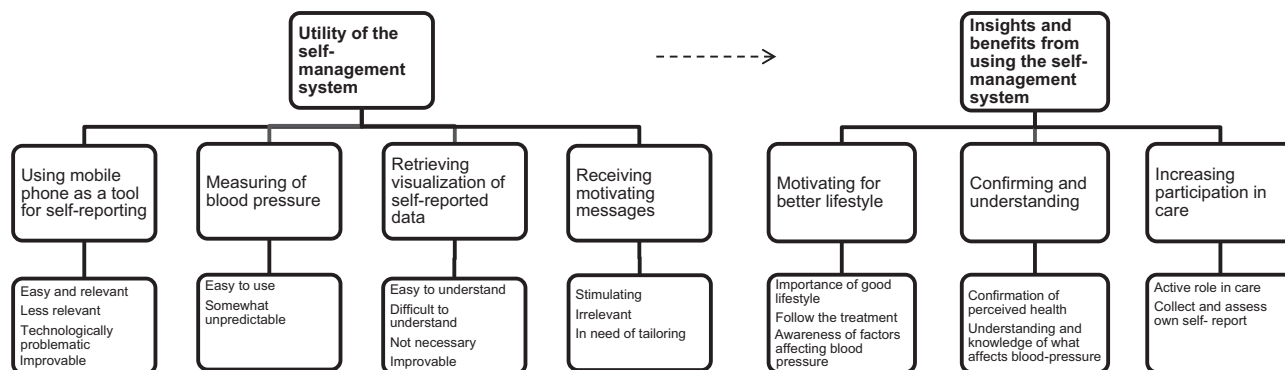 Utility of the
self-
management
system
Insights and
benefits from
using the self-
management
system
Using mobile
phone as a tool
for self-reporting
Measuring of
blood pressure
Retrieving
visualization of
self-reported
data
Receiving
motivating
messages
Motivating for
better lifestyle
Confirming and
understanding
Increasing
participation in
care
Easy and relevant
Less relevant
Technologically
problematic
Improvable
Easy to use
Somewhat
unpredictable
Easy to understand
Difficult to
understand
Not necessary
Improvable
Stimulating
Irrelevant
In need of tailoring
Importance of good
lifestyle
Follow the treatment
Awareness of factors
affecting blood
pressure
Confirmation of
perceived health
Understanding and
knowledge of what
affects blood-pressure
Active role in care
Collect and assess
own self- report